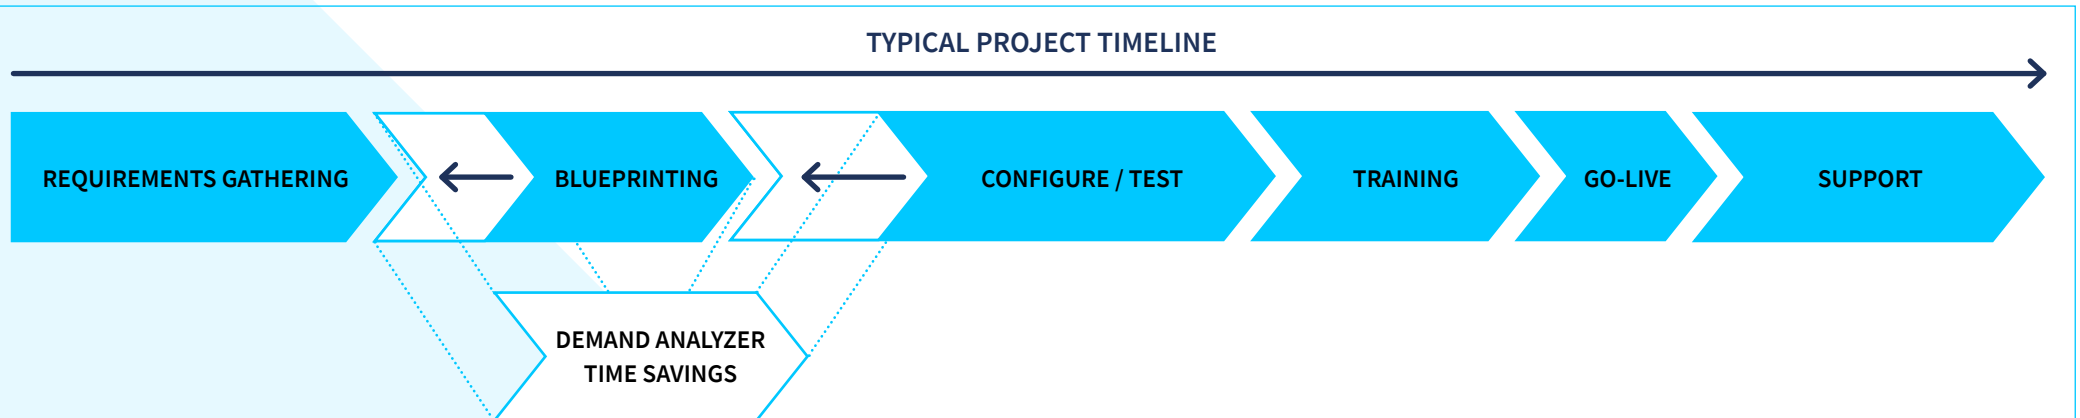 TYPICAL PROJECT TIMELINE
REQUIREMENTS GATHERING
BLUEPRINTING
CONFIGURE / TEST
TRAINING
GO-LIVE
SUPPORT
DEMAND ANALYZER
TIME SAVINGS